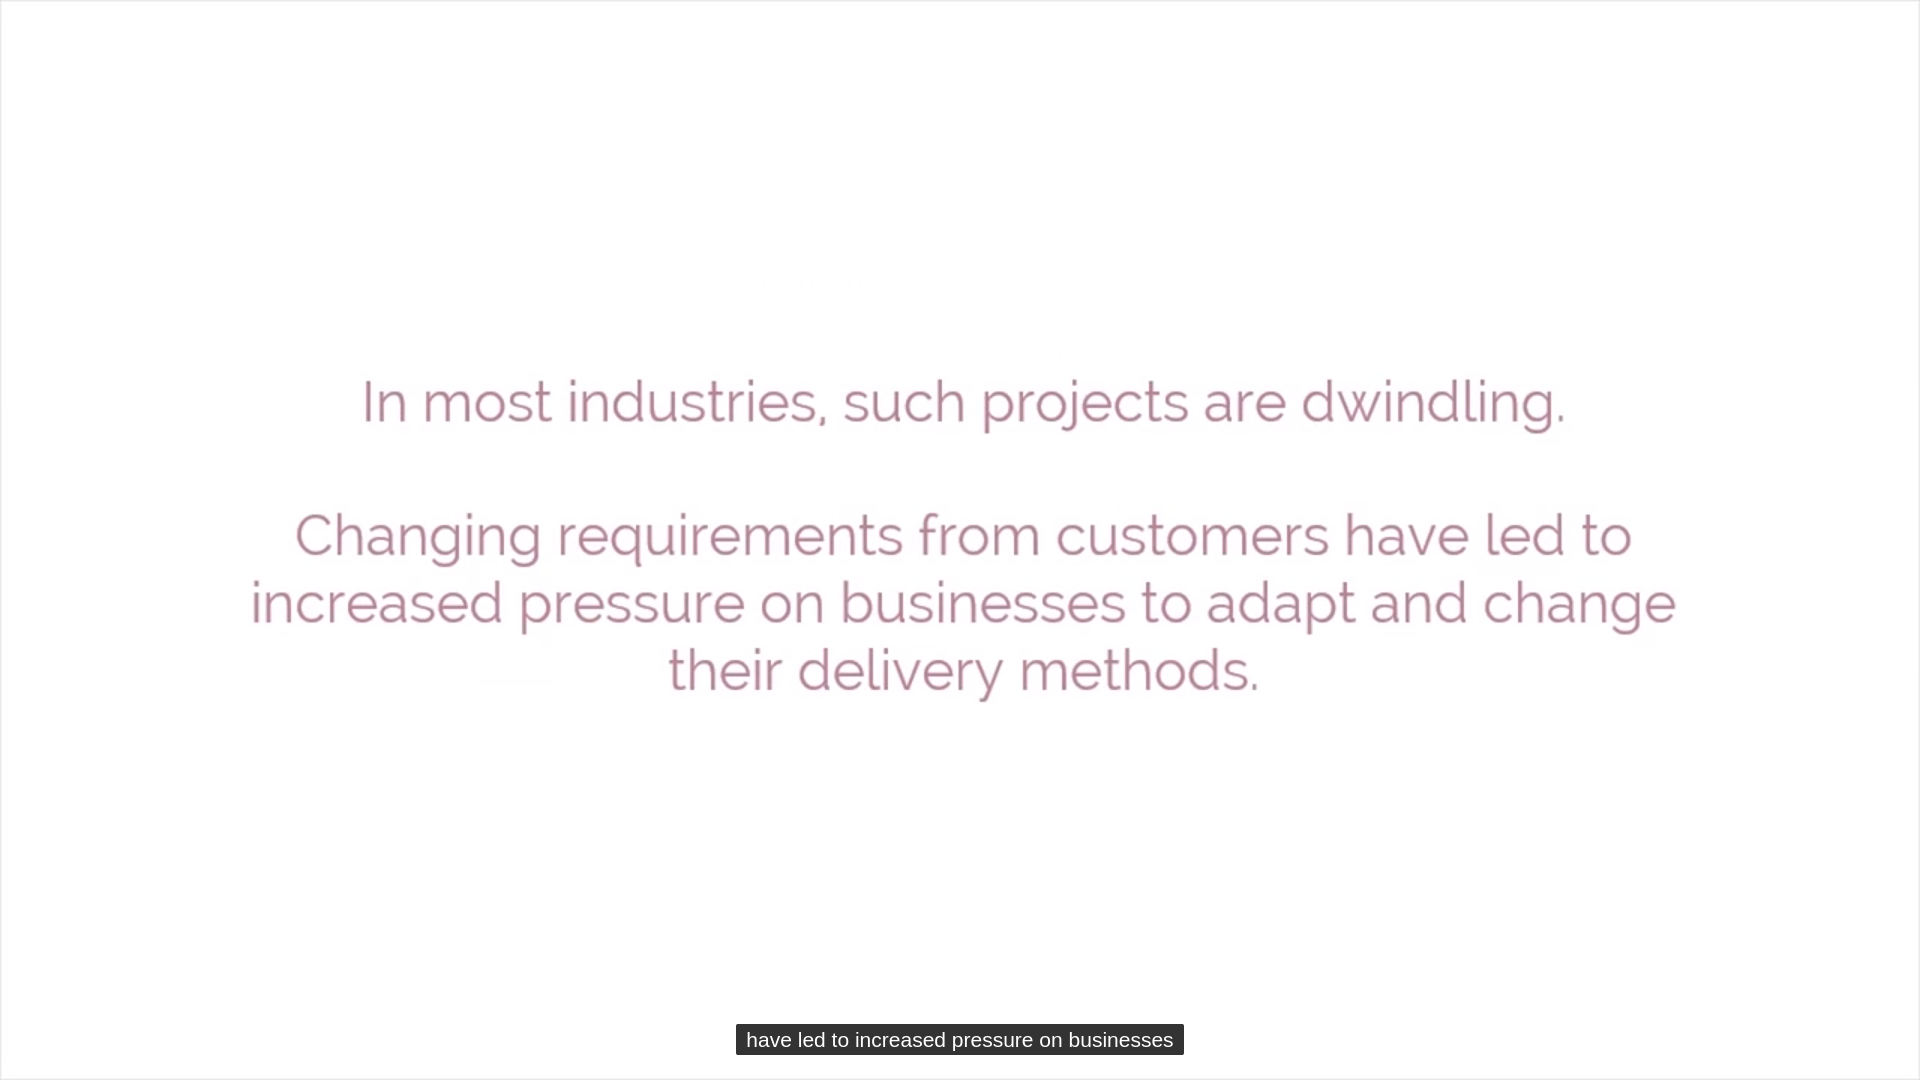 In most industries, such projects are dwindling.
Changing requirements from customers have led to
increased pressure on businesses to adapt and change
their delivery methods.
have led to increased pressure on businesses